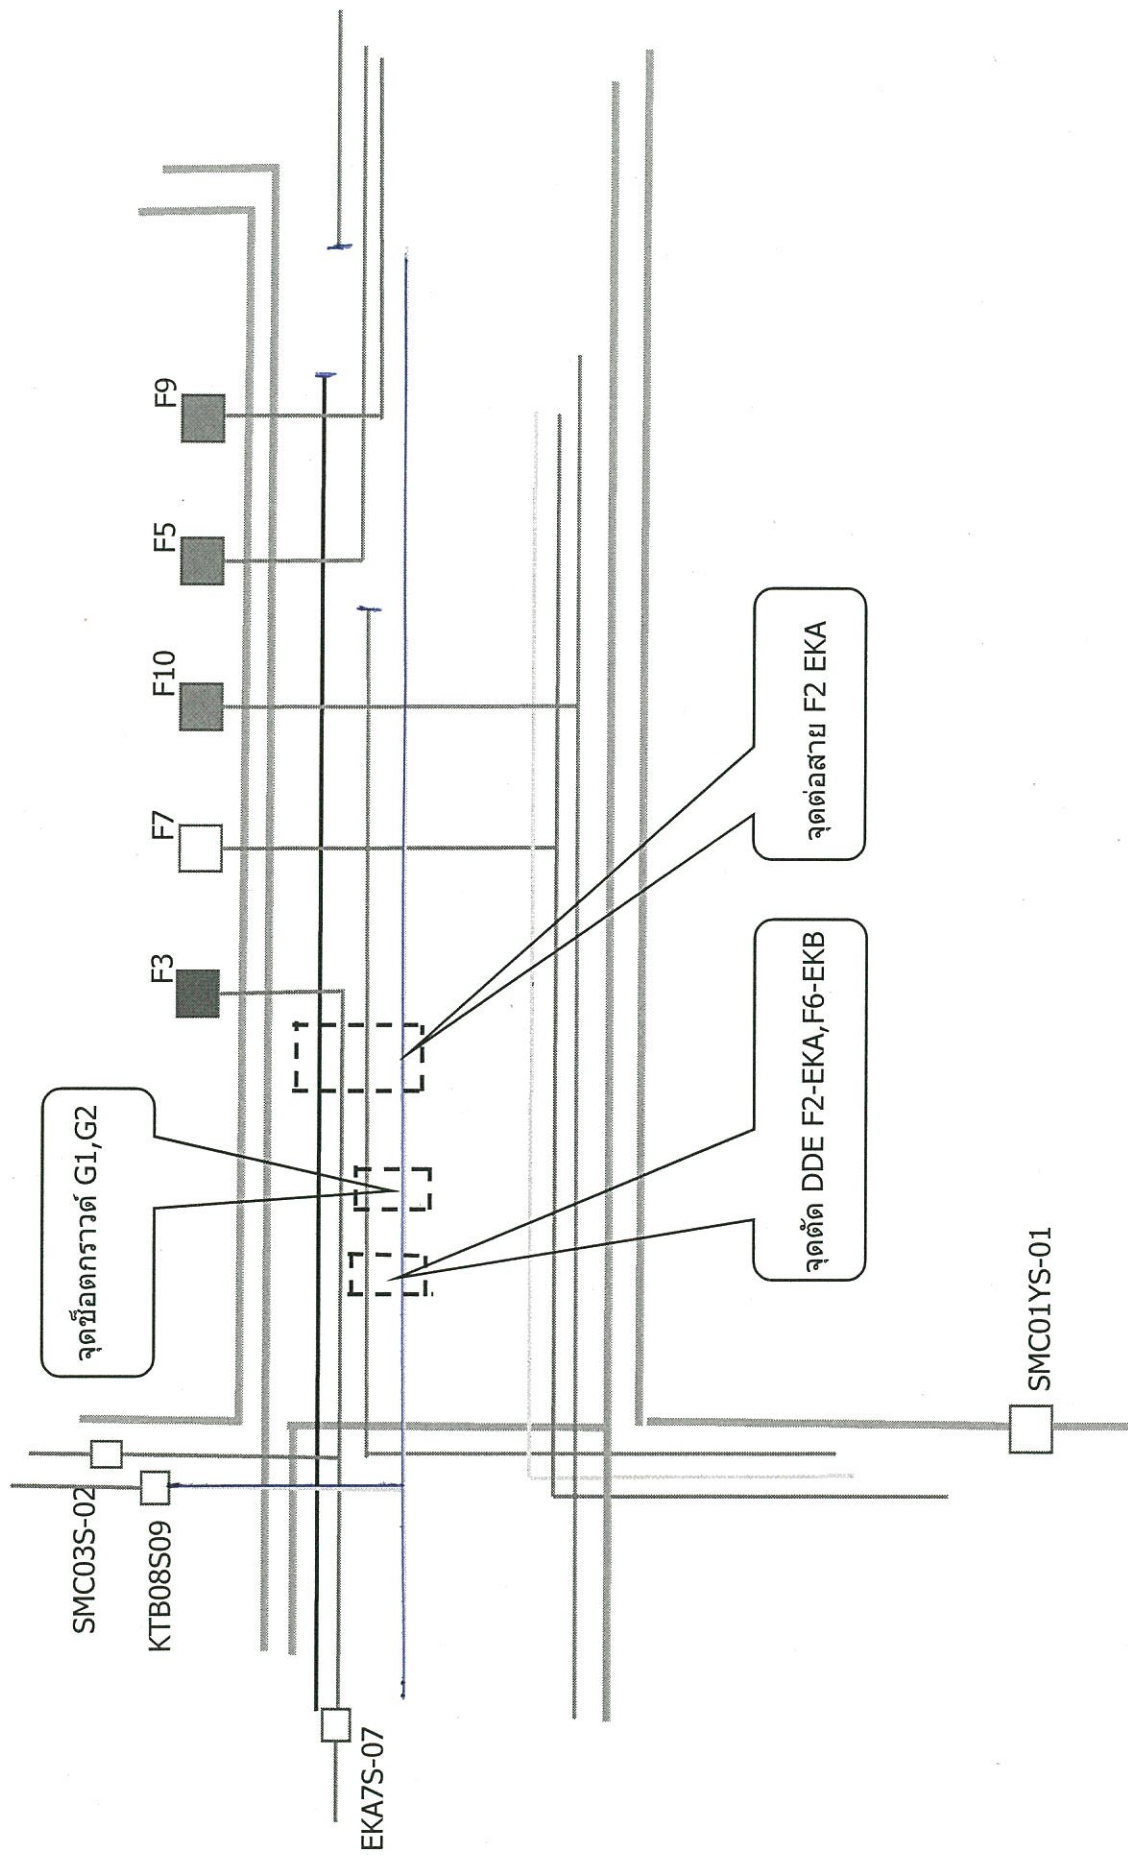 SMC03S-02
KTB08S09
EKA7S-07
จุดช็อตกราวด์ G1,G2
F3
F7
F10
F5
F9
จุดตัด DDE F2-EKA,F6-EKB
จุดต่อสาย F2 EKA
SMC01YS-01